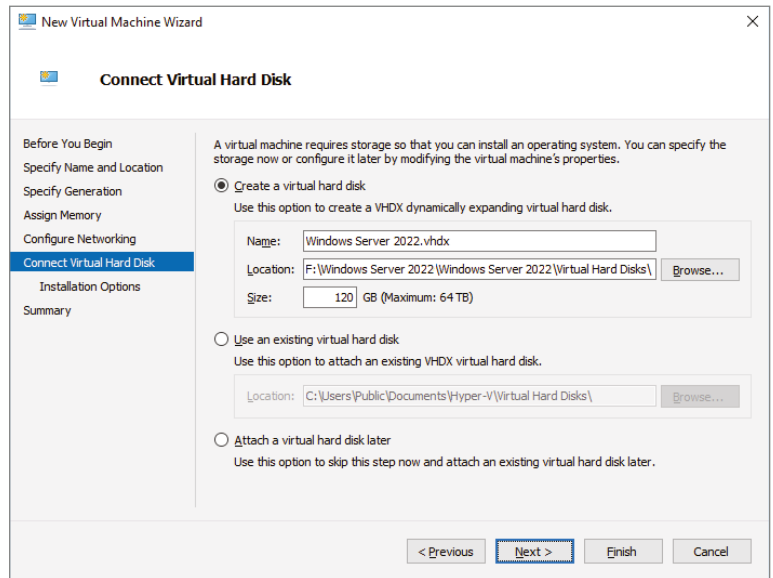 New Virtual Machine Wizard
Connect Virtual Hard Disk
Before You Begin
Specify Name and Location
Specify Generation
Assign Memory
Configure Networking
Connect Virtual Hard Disk
Installation Options
Summary
A virtual machine requires storage so that you can install an operating system. You can specify the
storage now or configure it later by modifying the virtual machine's properties.
Create a virtual hard disk
Use this option to create a VHDX dynamically expanding virtual hard disk.
Name: Windows Server 2022.vhdx
Location: F:\Windows Server 2022\Windows Server 2022\Virtual Hard Disks\ Browse...
Size: 120 GB (Maximum: 64 TB)
Use an existing virtual hard disk
Use this option to attach an existing VHDX virtual hard disk.
Location: C:\Users\Public\Documents\Hyper-V\Virtual Hard Disks\ Browse...
Attach a virtual hard disk later
Use this option to skip this step now and attach an existing virtual hard disk later.
< Previous Next > Finish Cancel